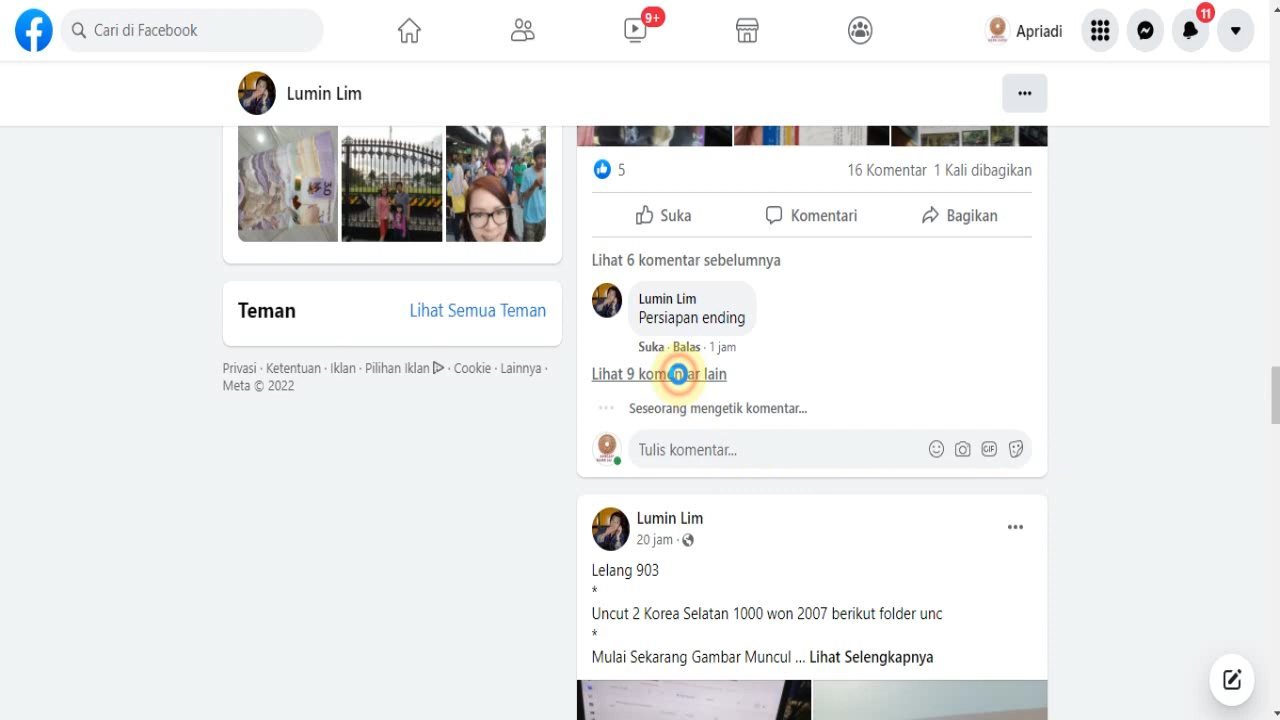 Cari di Facebook
9+
Apriadi
11
Lumin Lim
5
16 Komentar 1 Kali dibagikan
Suka
Komentari
Bagikan
Lihat 6 komentar sebelumnya
Lumin Lim
Persiapan ending
Suka · Balas · 1 jam
Lihat 9 komentar lain
Seseorang mengetik komentar...
Tulis komentar...
GIF
Teman
Lihat Semua Teman
Privasi · Ketentuan · Iklan · Pilihan Iklan · Cookie · Lainnya ·
Meta © 2022
Lumin Lim
20 jam ·
Lelang 903
*
Uncut 2 Korea Selatan 1000 won 2007 berikut folder unc
*
Mulai Sekarang Gambar Muncul ... Lihat Selengkapnya